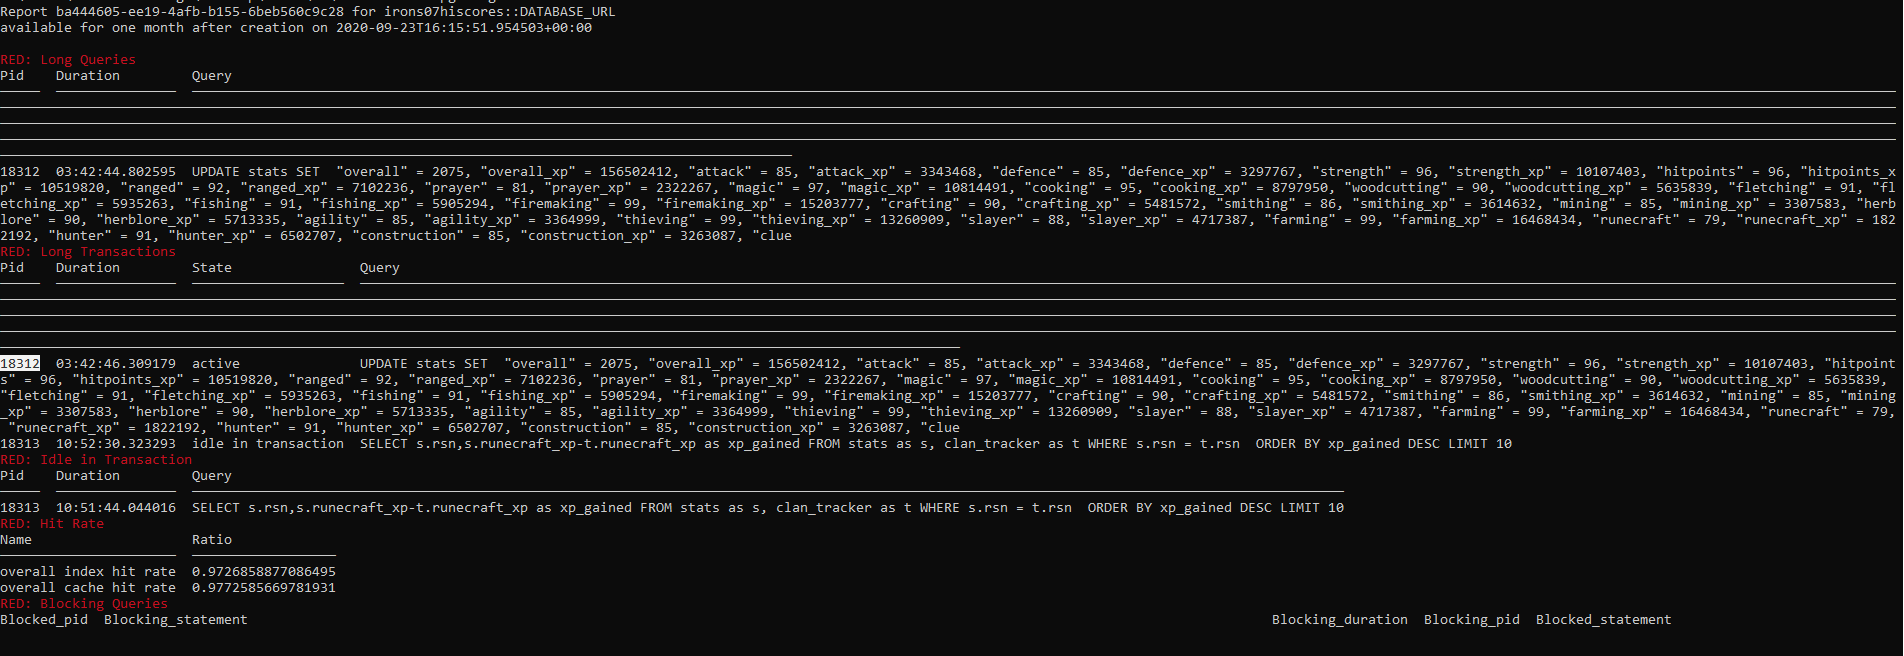 Report ba444605-ee19-4afb-b155-6beb560c9c28 for irons07hiscores::DATABASE_URL
available for one month after creation on 2020-09-23T16:15:51.954503+00:00
RED: Long Queries
Pid Duration Query
18312 03:42:44.802595 UPDATE stats SET "overall" = 2075, "overall_xp" = 156502412, "attack" = 85, "attack_xp" = 3343468, "defence" = 85, "defence_xp" = 3297767, "strength" = 96, "strength_xp" = 10107403, "hitpoints" = 96, "hitpoints_x
p" = 10519820, "ranged" = 92, "ranged_xp" = 7102236, "prayer" = 81, "prayer_xp" = 2322267, "magic" = 97, "magic_xp" = 10814491, "cooking" = 95, "cooking_xp" = 8797950, "woodcutting" = 90, "woodcutting_xp" = 5635839, "fletching" = 91, "fl
etching_xp" = 5935263, "fishing" = 91, "fishing_xp" = 5905294, "firemaking" = 99, "firemaking_xp" = 15203777, "crafting" = 90, "crafting_xp" = 5481572, "smithing" = 86, "smithing_xp" = 3614632, "mining" = 85, "mining_xp" = 3307583, "herb
lore" = 90, "herblore_xp" = 5713335, "agility" = 85, "agility_xp" = 3364999, "thieving" = 99, "thieving_xp" = 13260909, "slayer" = 88, "slayer_xp" = 4717387, "farming" = 99, "farming_xp" = 16468434, "runecraft" = 79, "runecraft_xp" = 182
2192, "hunter" = 91, "hunter_xp" = 6502707, "construction" = 85, "construction_xp" = 3263087, "clue
RED: Long Transactions
Pid Duration State Query
18312 03:42:46.309179 active UPDATE stats SET "overall" = 2075, "overall_xp" = 156502412, "attack" = 85, "attack_xp" = 3343468, "defence" = 85, "defence_xp" = 3297767, "strength" = 96, "strength_xp" = 10107403, "hitpoint
s" = 96, "hitpoints_xp" = 10519820, "ranged" = 92, "ranged_xp" = 7102236, "prayer" = 81, "prayer_xp" = 2322267, "magic" = 97, "magic_xp" = 10814491, "cooking" = 95, "cooking_xp" = 8797950, "woodcutting" = 90, "woodcutting_xp" = 5635839,
"fletching" = 91, "fletching_xp" = 5935263, "fishing" = 91, "fishing_xp" = 5905294, "firemaking" = 99, "firemaking_xp" = 15203777, "crafting" = 90, "crafting_xp" = 5481572, "smithing" = 86, "smithing_xp" = 3614632, "mining" = 85, "mining
_xp" = 3307583, "herblore" = 90, "herblore_xp" = 5713335, "agility" = 85, "agility_xp" = 3364999, "thieving" = 99, "thieving_xp" = 13260909, "slayer" = 88, "slayer_xp" = 4717387, "farming" = 99, "farming_xp" = 16468434, "runecraft" = 79,
"runecraft_xp" = 1822192, "hunter" = 91, "hunter_xp" = 6502707, "construction" = 85, "construction_xp" = 3263087, "clue
18313 10:52:30.323293 idle in transaction SELECT s.rsn,s.runecraft_xp-t.runecraft_xp as xp_gained FROM stats as s, clan_tracker as t WHERE s.rsn = t.rsn ORDER BY xp_gained DESC LIMIT 10
RED: Idle in Transaction
Pid Duration Query
18313 10:51:44.044016 SELECT s.rsn,s.runecraft_xp-t.runecraft_xp as xp_gained FROM stats as s, clan_tracker as t WHERE s.rsn = t.rsn ORDER BY xp_gained DESC LIMIT 10
RED: Hit Rate
Name Ratio
overall index hit rate 0.9726858877086495
overall cache hit rate 0.9772585669781931
RED: Blocking Queries
Blocked_pid Blocking_statement Blocking_duration Blocking_pid Blocked_statement